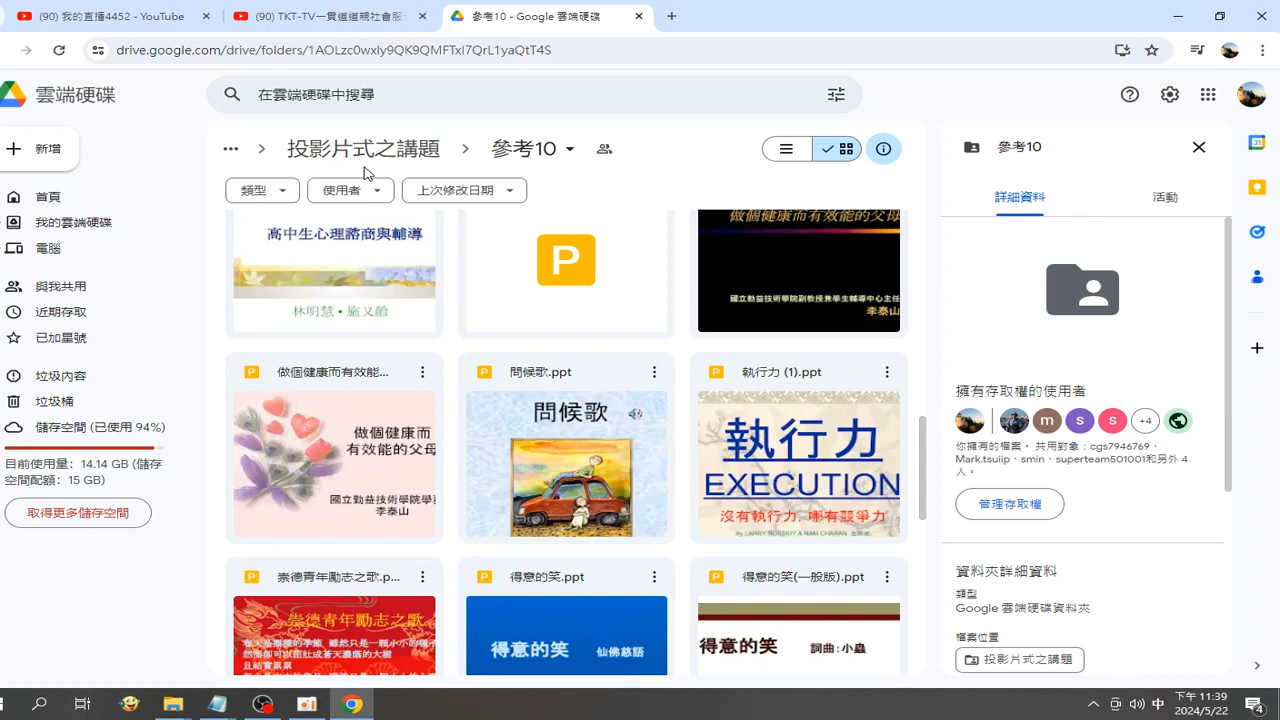 (90) 我的直播4452 - YouTube
(90) TKT-TV一貫道道親社會服
參考10 - Google 雲端硬碟
drive.google.com/drive/folders/1AOLzc0wxly9QK9QMFTxI7QrL1yaQtT4S
雲端硬碟
在雲端硬碟中搜尋
新增
首頁
我的雲端硬碟
電腦
與我共用
近期存取
已加星號
垃圾內容
垃圾桶
儲存空間 (已使用 94%)
目前使用量: 14.14 GB (儲存
空間配額: 15 GB)
取得更多儲存空間
投影片式之講題
參考10
類型
使用者
上次修改日期
高中生心理諮商與輔導
林明慧・施又齡
P
做個健康而有效能的父母
國立勤益技術學院副教授兼學生輔導中心主任
李泰山
P
做個健康而有效能...
做個健康而
有效能的父母
國立勤益技術學院學
李泰山
P
問候歌.ppt
問候歌
P
執行力 (1).ppt
執行力
EXECUTION
沒有執行力, 哪有競爭力
P
崇德青年勵志之歌.p...
崇德青年勵志之歌
P
得意的笑.ppt
得意的笑
仙佛慈語
P
得意的笑(一般版).ppt
得意的笑
詞曲:小蟲
參考10
詳細資料
活動
擁有存取權的使用者
m
s
s
+4
你擁有的檔案。 共用對象：cgs7946769、
Mark.tsuiip、smin、superteam501001和另外 4
人。
管理存取權
資料夾詳細資料
類型
Google 雲端硬碟資料夾
檔案位置
投影片式之講題
31
中
下午 11:39
2024/5/22
4